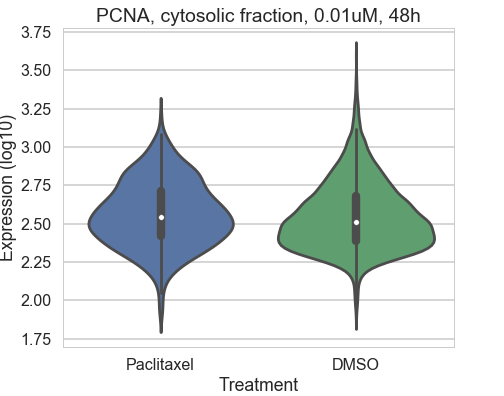 PCNA, cytosolic fraction, 0.01uM, 48h
3.75
3.50
3.25
3.00
2.75
2.50
2.25
2.00
1.75
Expression (log10)
Paclitaxel DMSO
Treatment